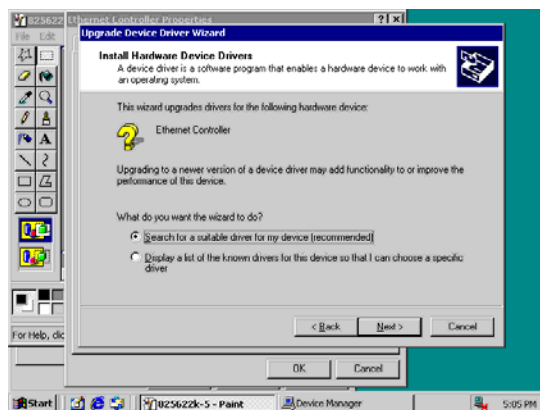 825622
Ethernet Controller Properties
File Edit
Upgrade Device Driver Wizard
Install Hardware Device Drivers
A device driver is a software program that enables a hardware device to work with
an operating system.
This wizard upgrades drivers for the following hardware device:
Ethernet Controller
Upgrading to a newer version of a device driver may add functionality to or improve the
performance of this device.
What do you want the wizard to do?
Search for a suitable driver for my device (recommended)
Display a list of the known drivers for this device so that I can choose a specific
driver
< Back
Next >
Cancel
For Help, clic
OK
Cancel
Start
825622k-5 - Paint
Device Manager
5:05 PM